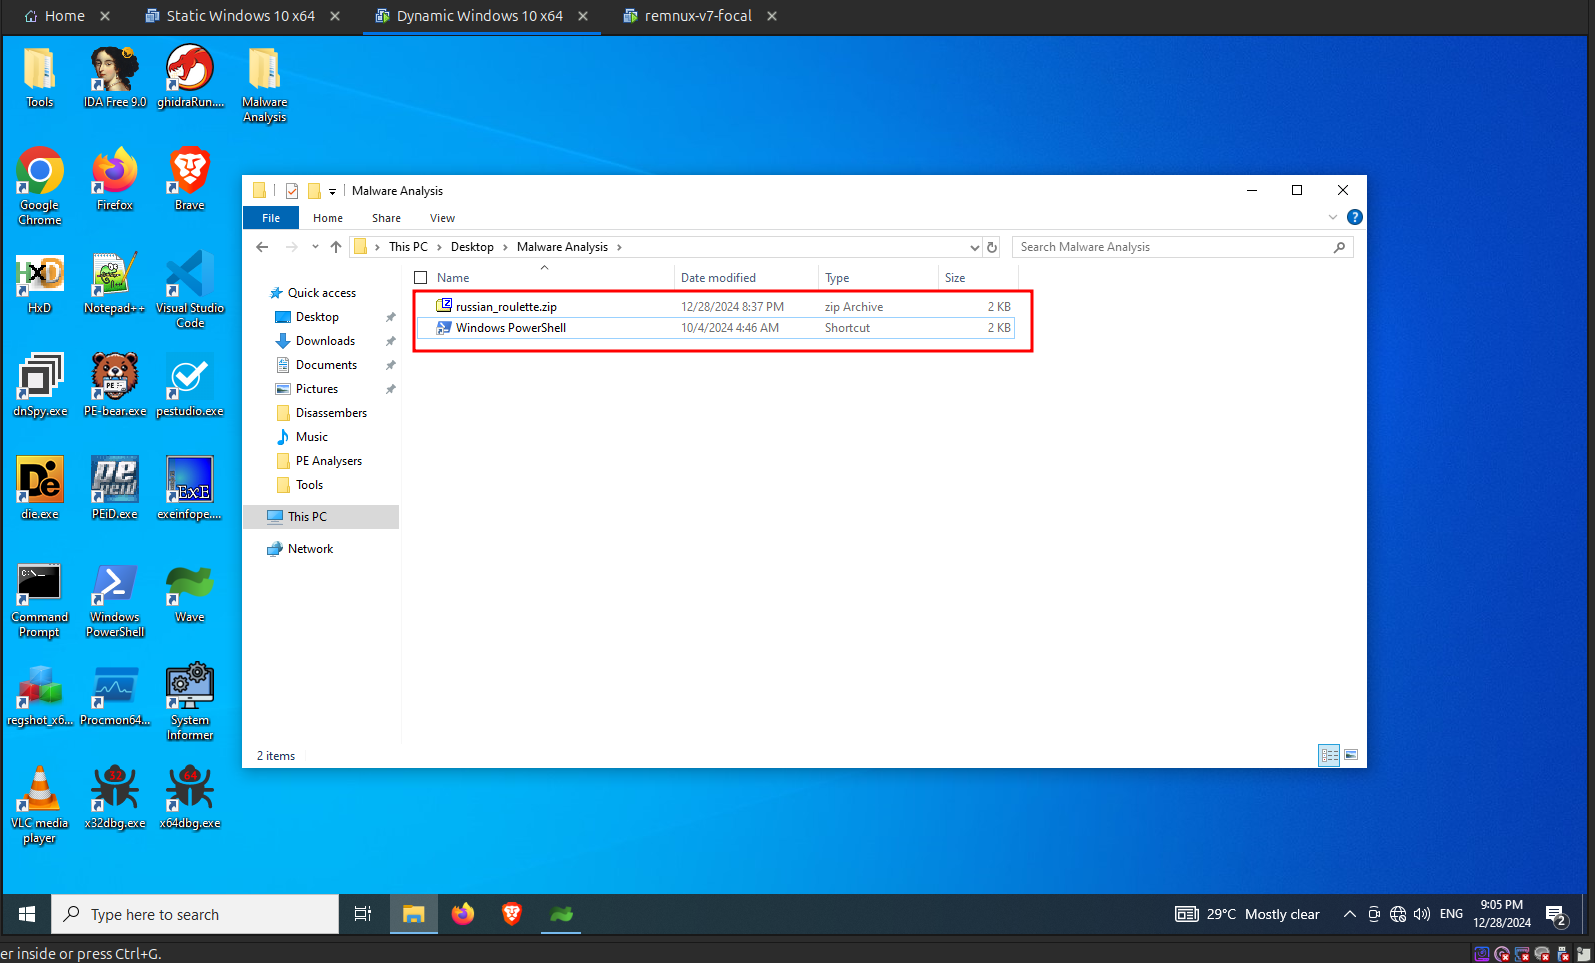 Home
Static Windows 10 x64
Dynamic Windows 10 x64
remnux-v7-focal
Tools
IDA Free 9.0
ghidraRun....
Malware
Analysis
Google
Chrome
Firefox
Brave
HxD
Notepad++
Visual Studio
Code
dnSpy.exe
PE-bear.exe
pestudio.exe
die.exe
PEiD.exe
exeinfope....
Command
Prompt
Windows
PowerShell
Wave
regshot_x6...
Procmon64...
System
Informer
VLC media
player
x32dbg.exe
x64dbg.exe
Malware Analysis
File
Home
Share
View
This PC
Desktop
Malware Analysis
Search Malware Analysis
Name
Date modified
Type
Size
russian_roulette.zip
12/28/2024 8:37 PM
zip Archive
2 KB
Windows PowerShell
10/4/2024 4:46 AM
Shortcut
2 KB
Quick access
Desktop
Downloads
Documents
Pictures
Disassembers
Music
PE Analysers
Tools
This PC
Network
2 items
Type here to search
29°C Mostly clear
ENG
9:05 PM
12/28/2024
2
er inside or press Ctrl+G.